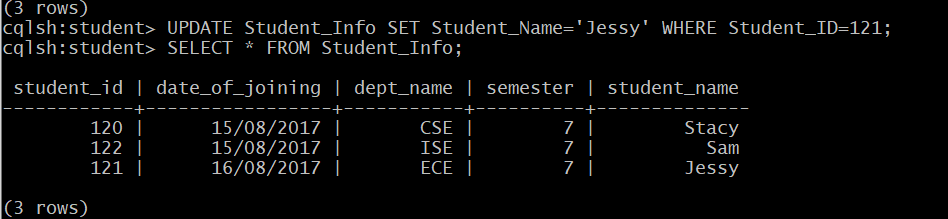 (3 rows)
cqlsh:student> UPDATE Student_Info SET Student_Name='Jessy' WHERE Student_ID=121;
cqlsh:student> SELECT * FROM Student_Info;
 student_id | date_of_joining | dept_name | semester | student_name
------------+-----------------+-----------+----------+--------------
        120 |      15/08/2017 |       CSE |        7 |        Stacy
        122 |      15/08/2017 |       ISE |        7 |          Sam
        121 |      16/08/2017 |       ECE |        7 |        Jessy
(3 rows)